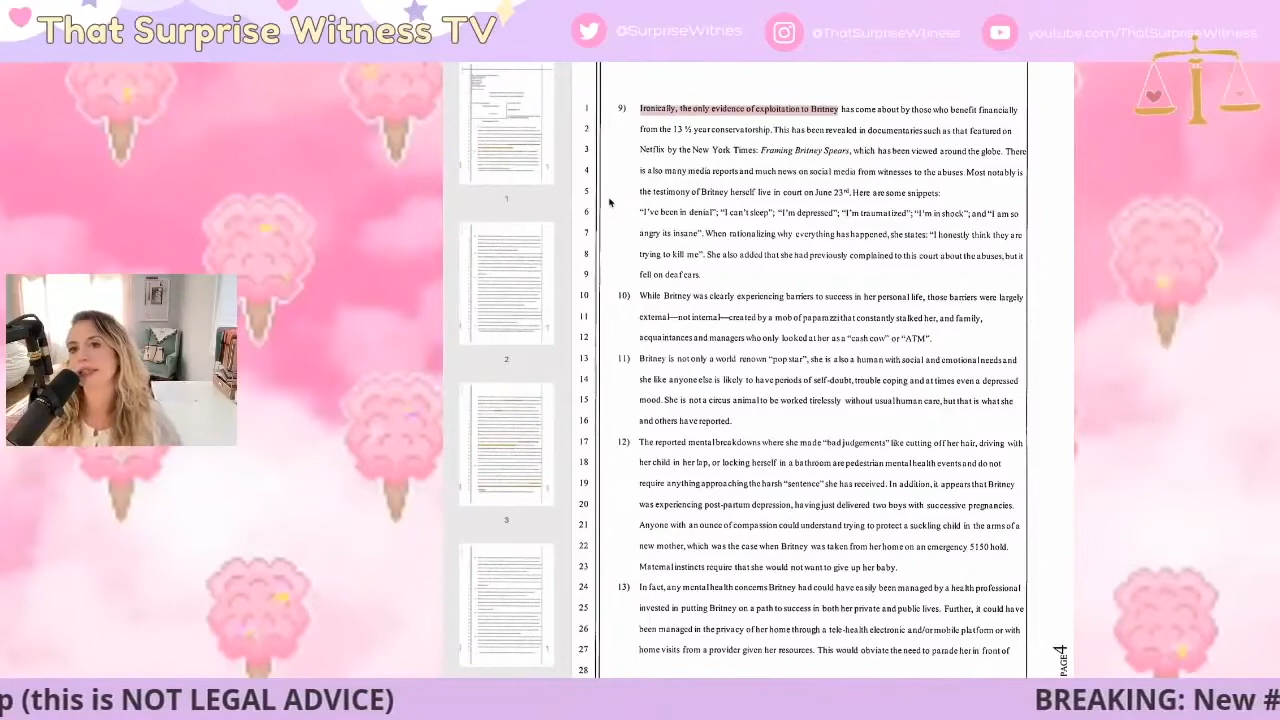 That Surprise Witness TV
@SurpriseWitnes
@ThatSurpriseWitness
youtube.com/ThatSurpriseWitness
1 9) Ironically, the only evidence of exploitation to Britney has come about by those who benefit financially
2 from the 13 ½ year conservatorship. This has been revealed in documentaries such as that featured on
3 Netflix by the New York Times: Framing Britney Spears, which has been viewed around the globe. There
4 is also many media reports and much news on social media from witnesses to the abuses. Most notably is
5 the testimony of Britney herself live in court on June 23rd. Here are some snippets:
6 “I’ve been in denial”; “I can’t sleep”; “I’m depressed”; “I’m traumatized”; “I’m in shock”; and “I am so
7 angry its insane”. When rationalizing why everything has happened, she states: “I honestly think they are
8 trying to kill me”. She also stated that she had previously complained to the court about the abuses, but it
9 fell on deaf ears.
10 10) While Britney was clearly experiencing barriers to success in her personal life, those barriers were largely
11 external—not internal—created by a mob of paparazzi that constantly stalked her, and family,
12 acquaintances and managers who only looked at her as a “cash cow” or “ATM”.
13 11) Britney is not only a world renown “pop star”, she is also a human with social and emotional needs and
14 she like anyone else is likely to have periods of self-doubt, trouble coping and at times even a depressed
15 mood. She is not a circus animal to be worked tirelessly without usual human care, but that is what she
16 and others have reported.
17 12) The reported mental breakdowns where she made “bad judgements” like cutting off her hair, driving with
18 her child in her lap, or locking herself in a bathroom are pedestrian mental health events and do not
19 require anything approaching the harsh “sentence” she has received. In addition, it appears that Britney
20 was experiencing post-partum depression, having just delivered two boys with successive pregnancies.
21 Anyone with an ounce of compassion could understand trying to protect a suckling child in the arms of a
22 new mother, which was the case when Britney was taken from her home on an emergency 5150 hold.
23 Maternal instincts require that she would not want to give up her baby.
24 13) In fact, any mental health concerns Britney had could have easily been managed by a health professional
25 invested in putting Britney on a path to success in both her private and public lives. Further, it could have
26 been managed in the privacy of her home through a tele-health electronic and automobile platform or with
27 home visits from a provider given her resources. This would obviate the need to parade her in front of
28
PAGE 4
1
2
3
p (this is NOT LEGAL ADVICE)
BREAKING: New #